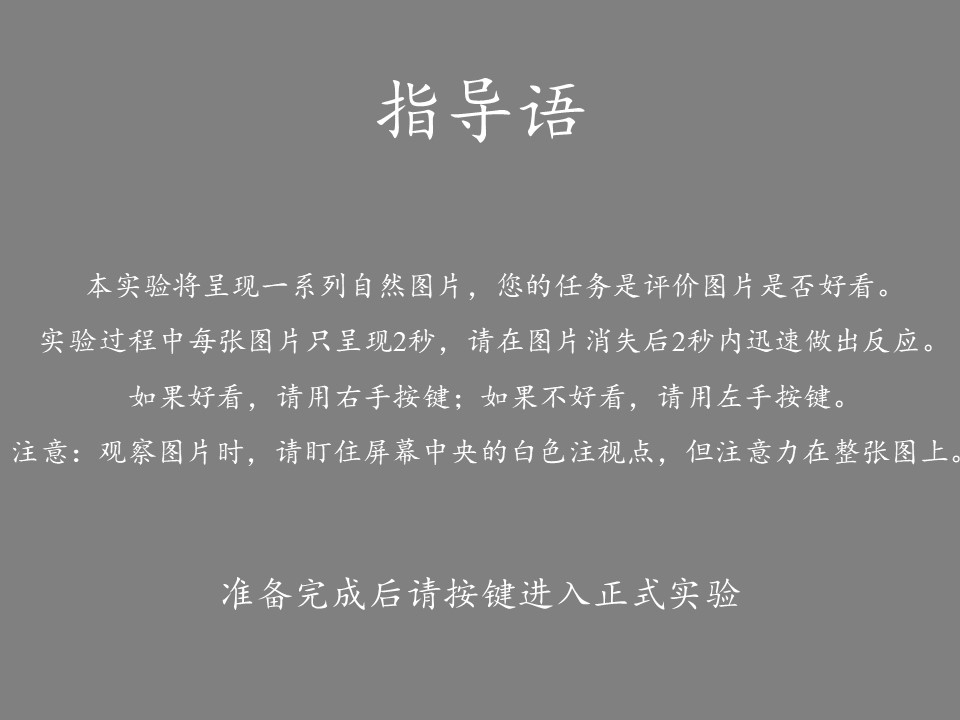 指导语
本实验将呈现一系列自然图片，您的任务是评价图片是否好看。
实验过程中每张图片只呈现2秒，请在图片消失后2秒内迅速做出反应。
如果好看，请用右手按键；如果不好看，请用左手按键。
注意：观察图片时，请盯住屏幕中央的白色注视点，但注意力在整张图上。
准备完成后请按键进入正式实验